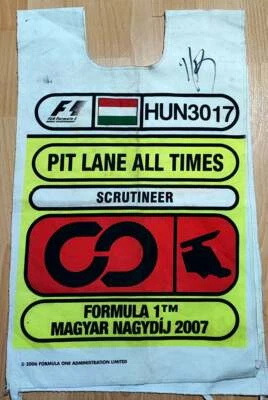 F1
FIA Formula 1
HUN3017
PIT LANE ALL TIMES
SCRUTINEER
FORMULA 1™
MAGYAR NAGYDÍJ 2007
© 2006 FORMULA ONE ADMINISTRATION LIMITED